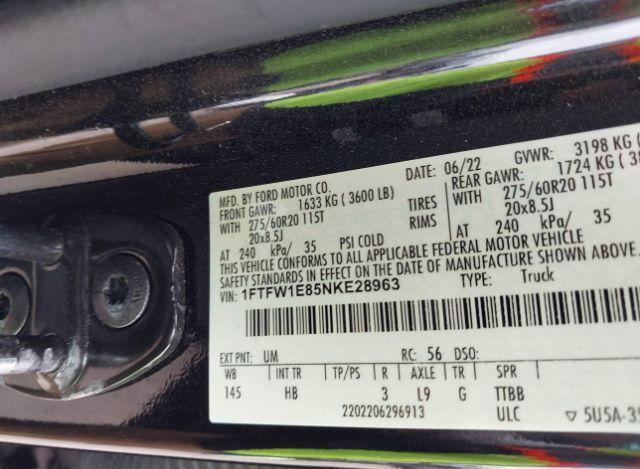 MFD. BY FORD MOTOR CO. DATE: 06/22 GVWR: 3198 KG
FRONT GAWR: 1633 KG ( 3600 LB) REAR GAWR: 1724 KG
WITH 275/60R20 115T TIRES WITH 275/60R20 115T
20x8.5J RIMS 20x8.5J
AT 240 kPa/ 35 PSI COLD AT 240 kPa/ 35
THIS VEHICLE CONFORMS TO ALL APPLICABLE FEDERAL MOTOR VEHICLE
SAFETY STANDARDS IN EFFECT ON THE DATE OF MANUFACTURE SHOWN ABOVE.
VIN: 1FTFW1E85NKE28963 TYPE: Truck
EXT PNT: UM RC: 56 DSO:
WB INT TR TP/PS R AXLE TR SPR
145 HB 3 L9 G TTBB
2202206296913 ULC ▽ 5U5A-